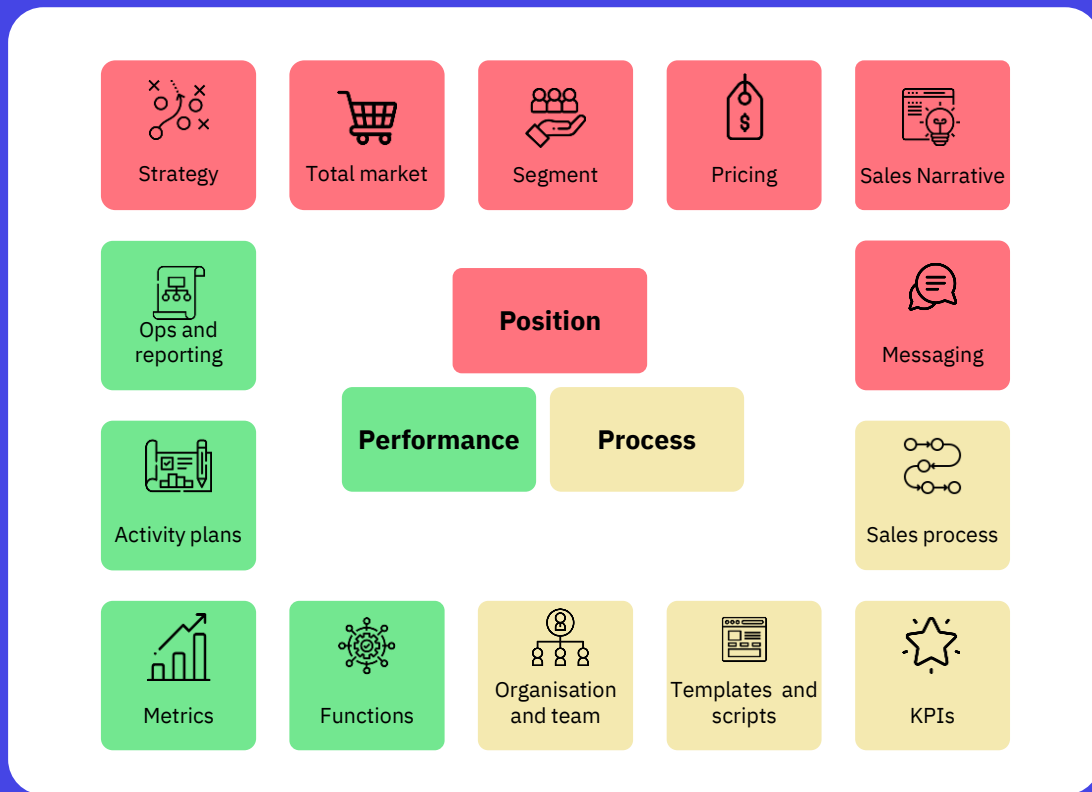 Strategy
Total market
Segment
Pricing
$
Sales Narrative
Ops and
reporting
Position
Messaging
Performance
Process
Activity plans
Sales process
Metrics
Functions
Organisation
and team
Templates and
scripts
KPIs